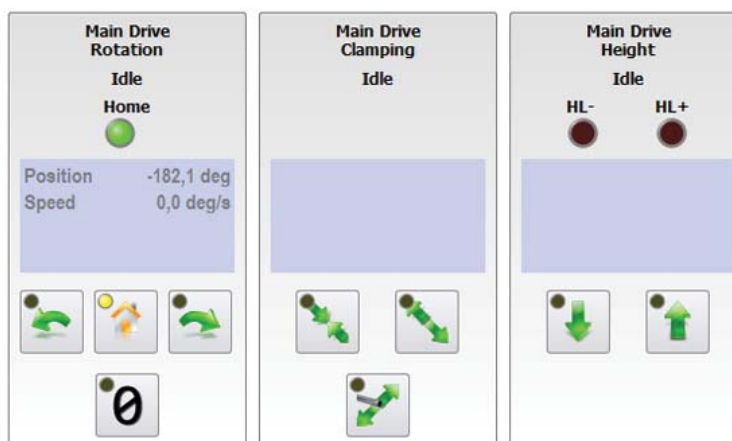 Main Drive
Rotation
Idle
Home
Position -182,1 deg
Speed 0,0 deg/s
0
Main Drive
Clamping
Idle
Main Drive
Height
Idle
HL- HL+